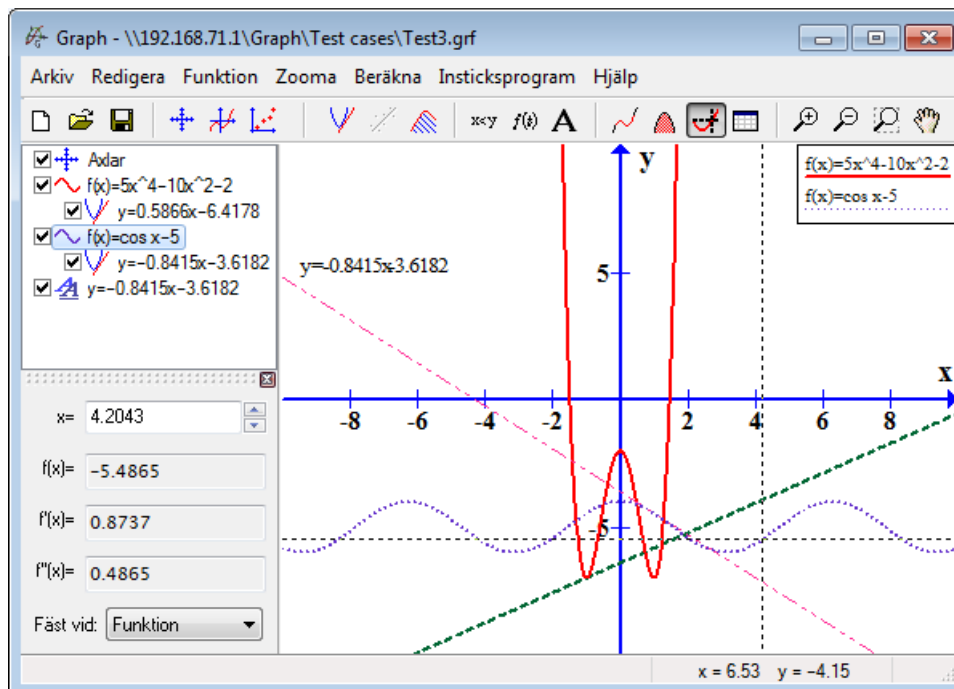 Graph - \\192.168.71.1\Graph\Test cases\Test3.grf
Arkiv Redigera Funktion Zooma Beräkna Insticksprogram Hjälp
x<y f(t) A
Axlar
f(x)=5x^4-10x^2-2
y=0.5866x-6.4178
f(x)=cos x-5
y=-0.8415x-3.6182
y=-0.8415x-3.6182
x= 4.2043
f(x)= -5.4865
f'(x)= 0.8737
f''(x)= 0.4865
Fäst vid: Funktion
y
f(x)=5x^4-10x^2-2
f(x)=cos x-5
y=-0.8415x-3.6182
5
x
-8 -6 -4 -2 0 2 4 6 8
-5
x = 6.53 y = -4.15